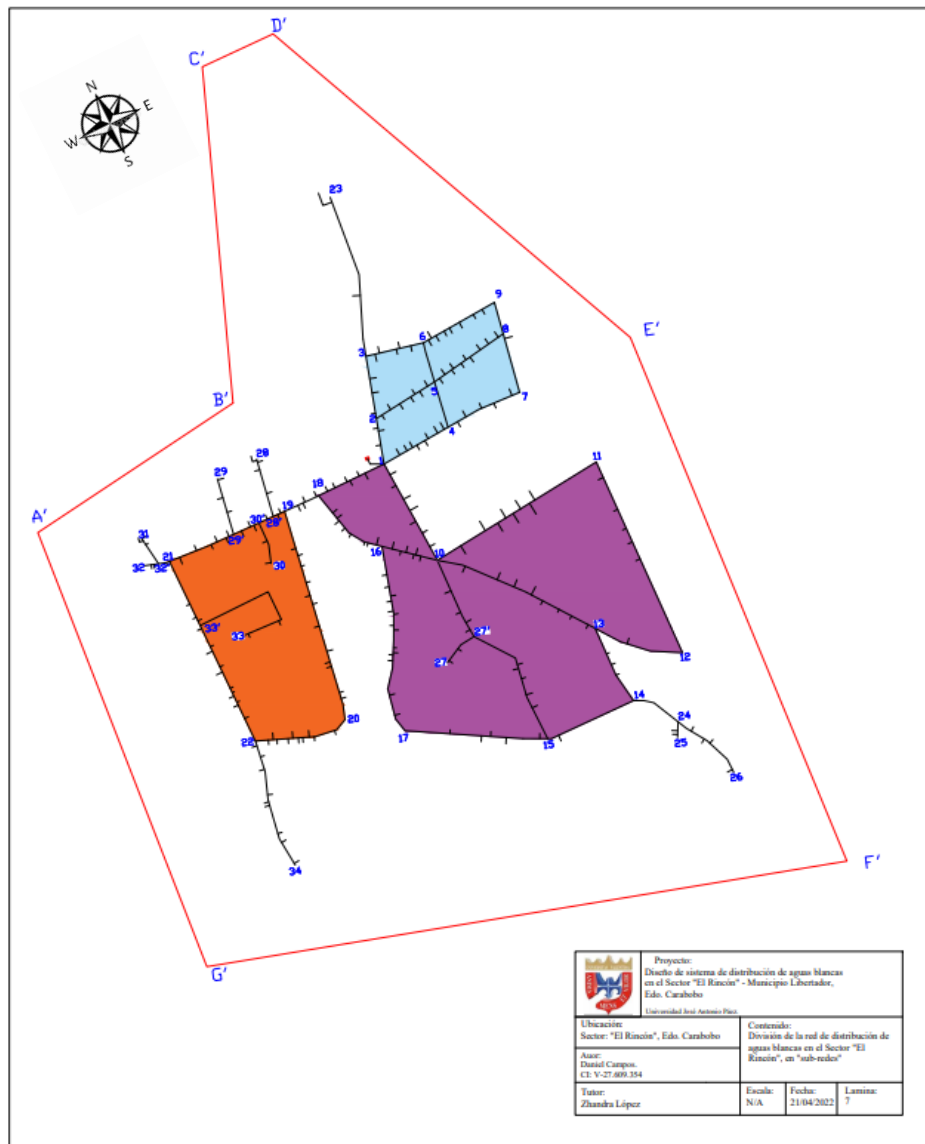 D'
C'
N
E
W
S
23
9
6
8
3
E'
5
7
2
B'
4
1
11
28
29
18
19
30'
28'
A'
31
29'
21
16
10
32
32'
30
33'
13
33
27'
27
12
14
20
24
17
22
15
25
26
34
F'
G'
Proyecto:
Diseño de sistema de distribución de aguas blancas
en el Sector "El Rincón" - Municipio Libertador,
Edo. Carabobo
Universidad José Antonio Páez.
Ubicación:
Sector: "El Rincón", Edo. Carabobo
Contenido:
División de la red de distribución de
aguas blancas en el Sector "El
Rincón", en "sub-redes"
Daniel Campos.
CI: V-27.609.354
Tutor:
Zhandra López
Escala:
N/A
Fecha:
21/04/2022
Lamina:
7